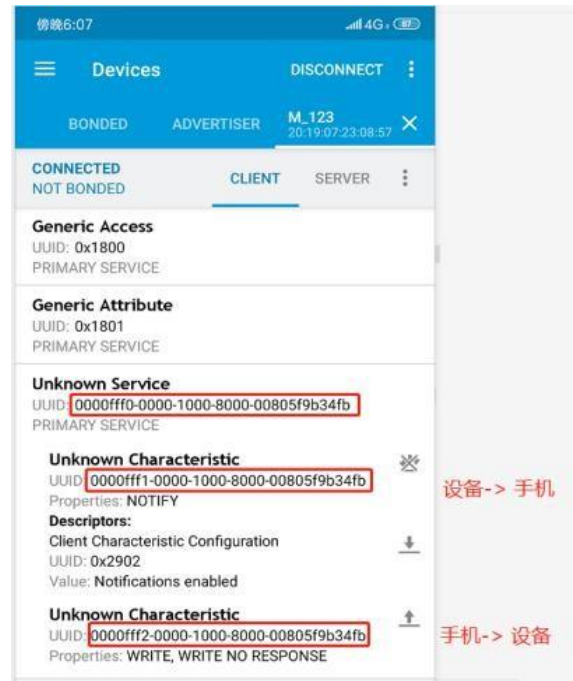 傍晚6:07
4G
87
Devices
DISCONNECT
BONDED
ADVERTISER
M_123
20:19:07:23:08:57
CONNECTED
NOT BONDED
CLIENT
SERVER
Generic Access
UUID: 0x1800
PRIMARY SERVICE
Generic Attribute
UUID: 0x1801
PRIMARY SERVICE
Unknown Service
UUID: 0000fff0-0000-1000-8000-00805f9b34fb
PRIMARY SERVICE
Unknown Characteristic
UUID: 0000fff1-0000-1000-8000-00805f9b34fb
设备-> 手机
Properties: NOTIFY
Descriptors:
Client Characteristic Configuration
UUID: 0x2902
Value: Notifications enabled
Unknown Characteristic
UUID: 0000fff2-0000-1000-8000-00805f9b34fb
手机-> 设备
Properties: WRITE, WRITE NO RESPONSE